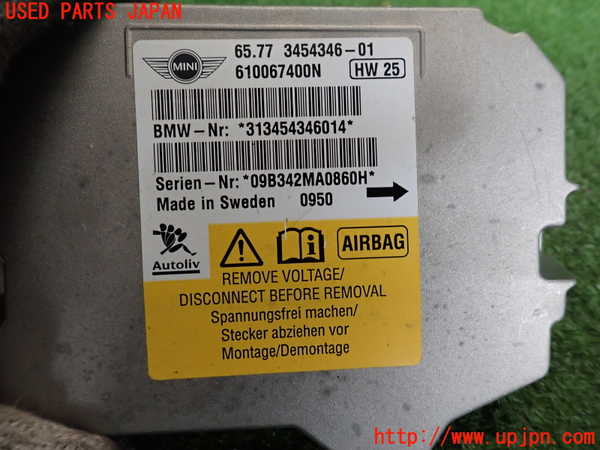 USED PARTS JAPAN
MINI
65.77 3454346-01
610067400N
HW 25
BMW-Nr: *313454346014*
Serien-Nr: *09B342MA0860H*
Made in Sweden 0950
Autoliv
AIRBAG
REMOVE VOLTAGE/
DISCONNECT BEFORE REMOVAL
Spannungsfrei machen/
Stecker abziehen vor
Montage/Demontage
http://www.upjpn.com/